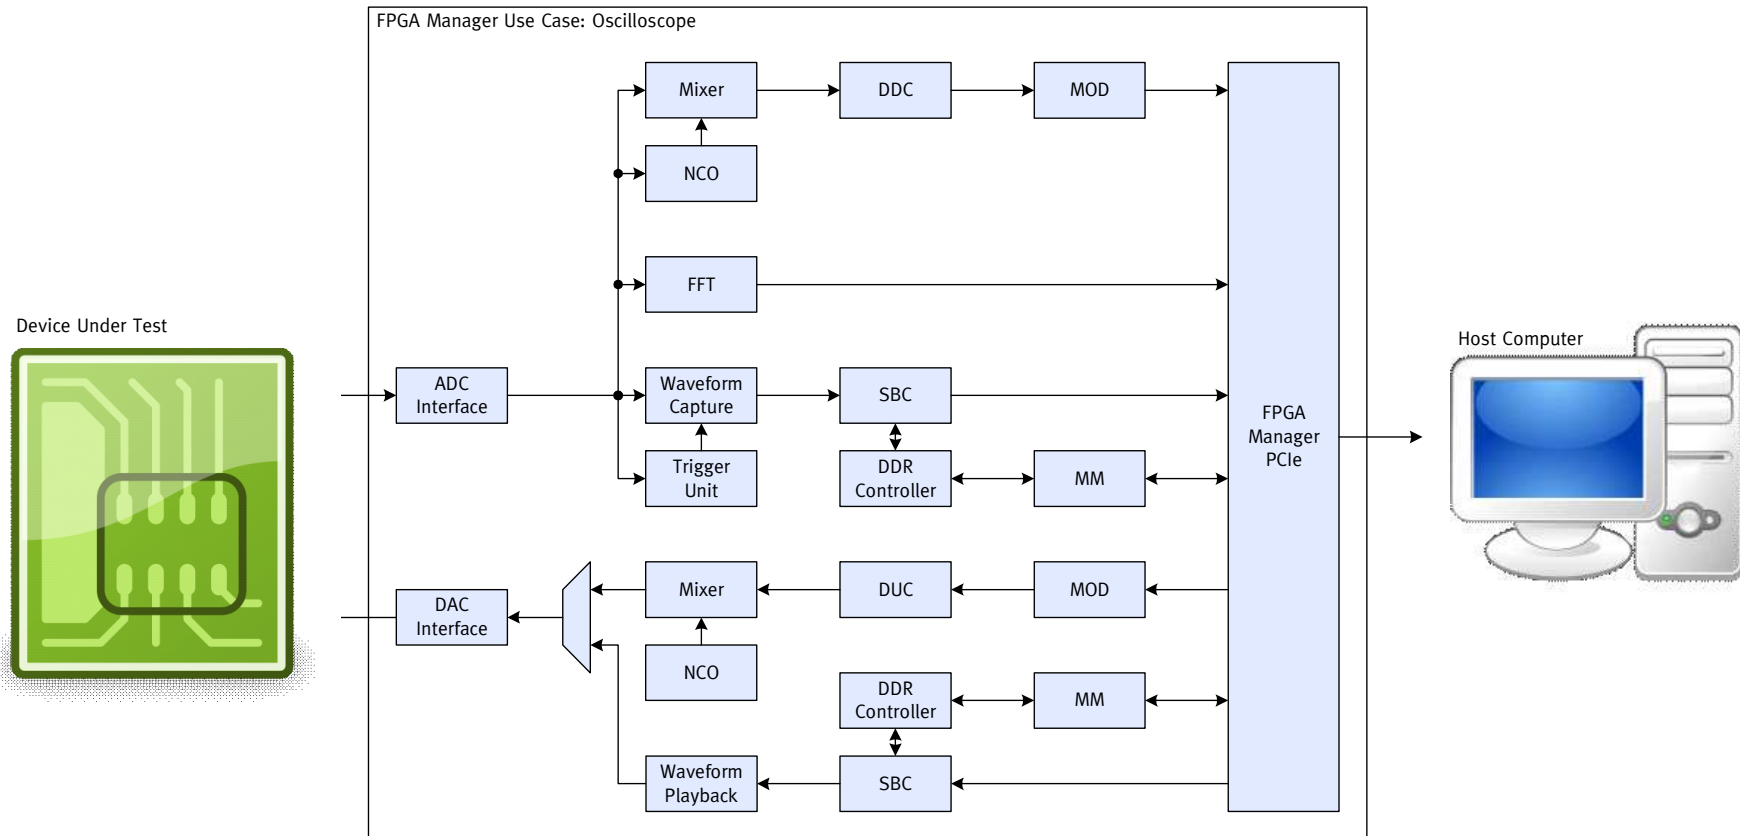 FPGA Manager Use Case: Oscilloscope
Mixer
DDC
MOD
NCO
FFT
Device Under Test
Host Computer
ADC
Interface
Waveform
Capture
SBC
FPGA
Manager
PCIe
Trigger
Unit
DDR
Controller
MM
Mixer
DUC
MOD
DAC
Interface
NCO
DDR
Controller
MM
Waveform
Playback
SBC